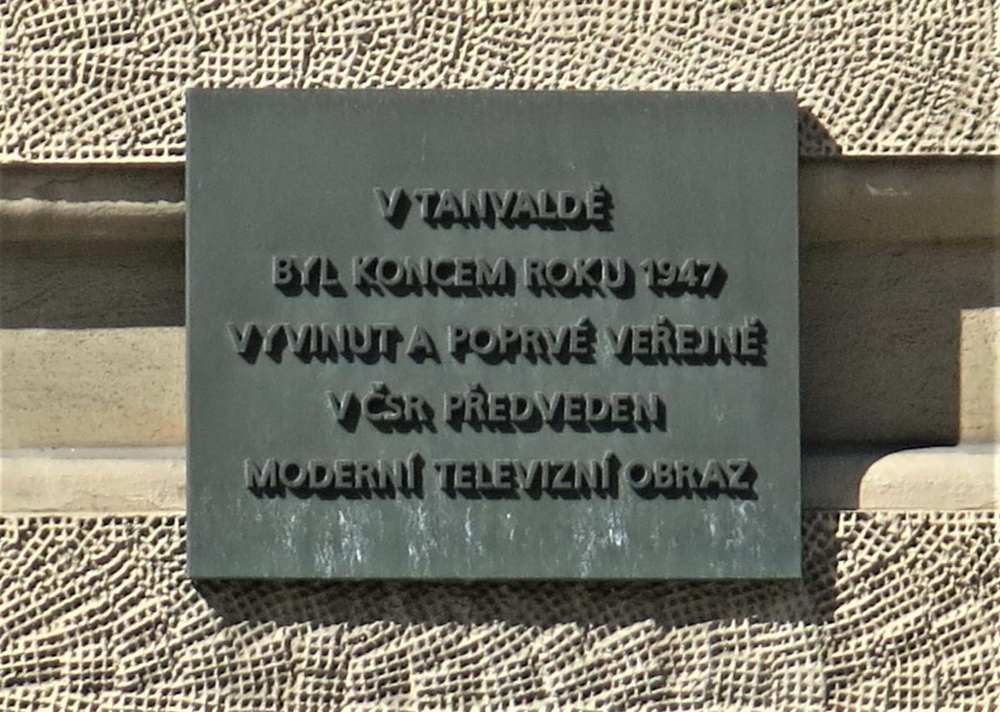 V TANVALDĚ
BYL KONCEM ROKU 1947
VYVINUT A POPRVÉ VEŘEJNĚ
V ČSR PŘEDVEDEN
MODERNÍ TELEVIZNÍ OBRAZ